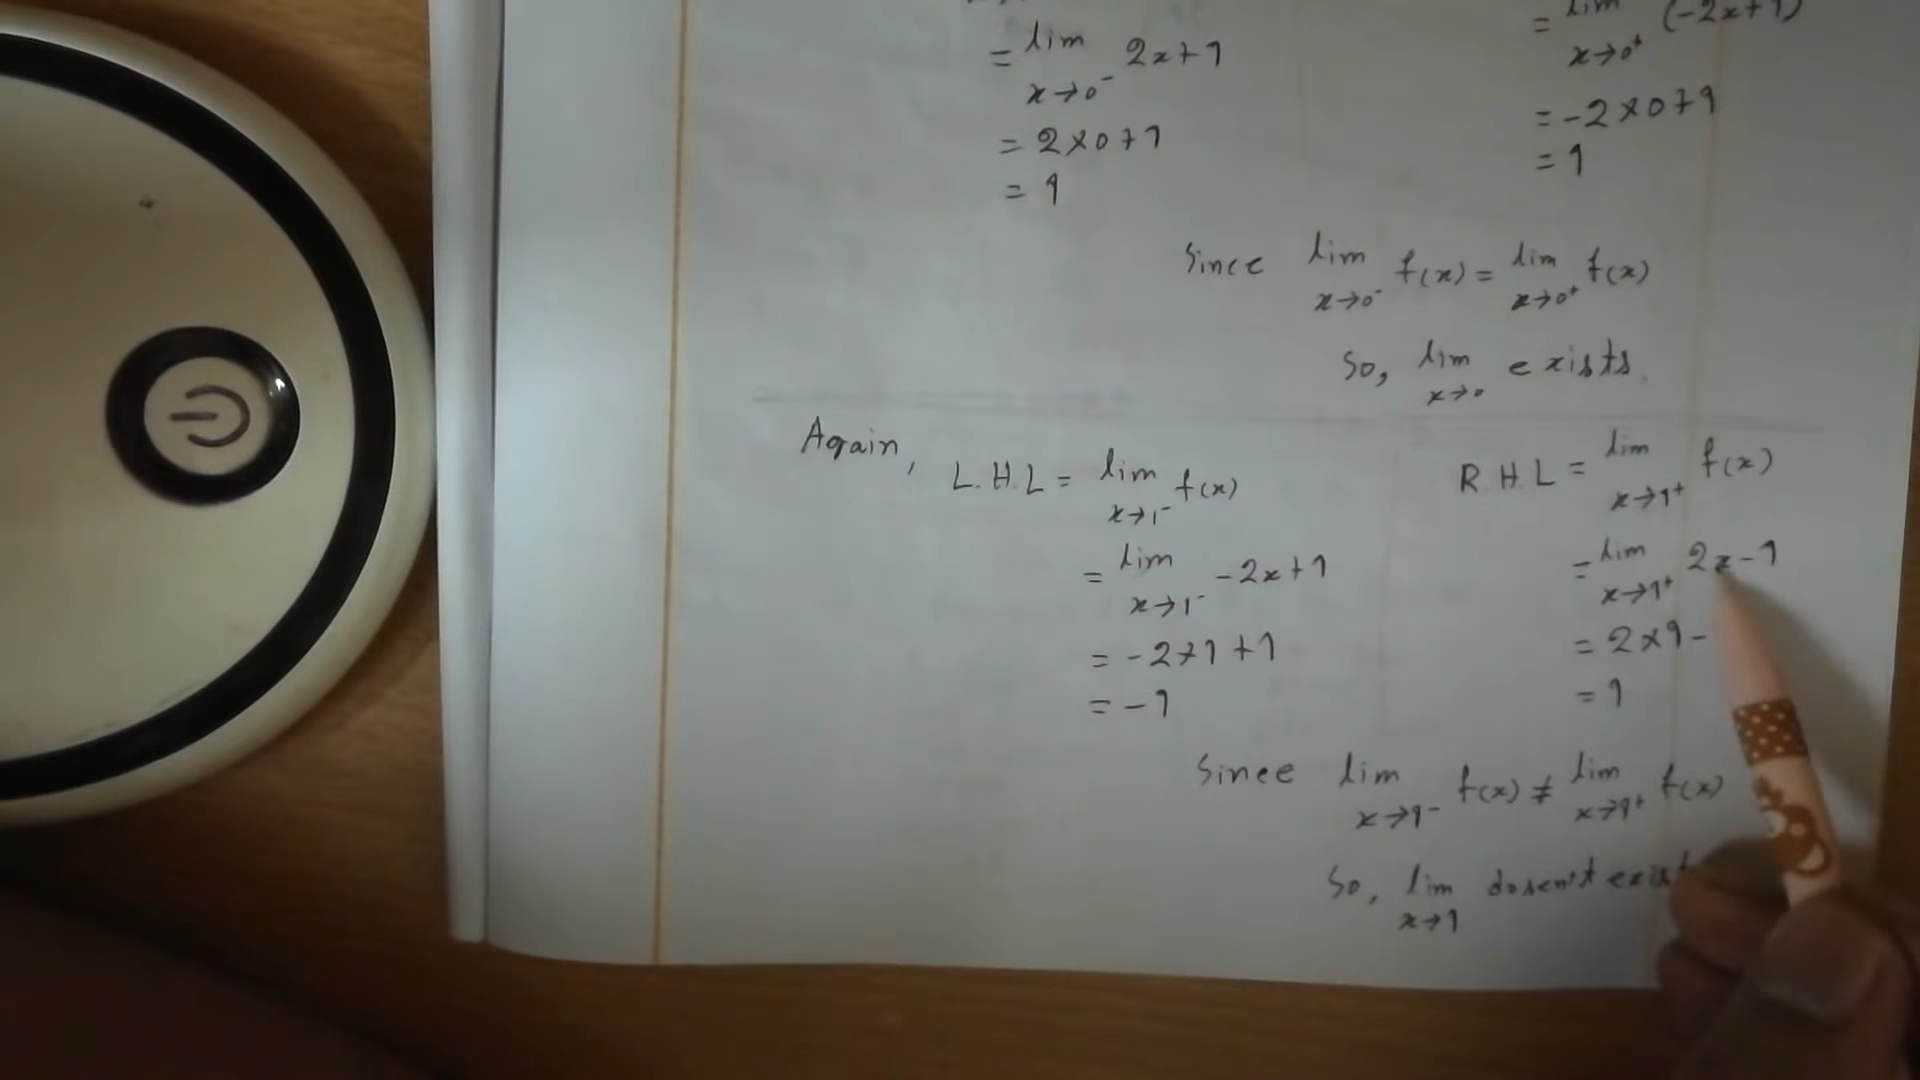 = lim 2x+1
x→0⁻
= 2×0+1
= 1
= lim (-2x+1)
x→0⁺
= -2×0+1
= 1
Since lim f(x) = lim f(x)
x→0⁻ x→0⁺
So, lim exists.
x→0
Again, L.H.L = lim f(x)
x→1⁻
= lim -2x+1
x→1⁻
= -2×1+1
= -1
R.H.L = lim f(x)
x→1⁺
= lim 2x-1
x→1⁺
= 2×1-
= 1
Since lim f(x) ≠ lim f(x)
x→1⁻ x→1⁺
So, lim dosen't exist
x→1